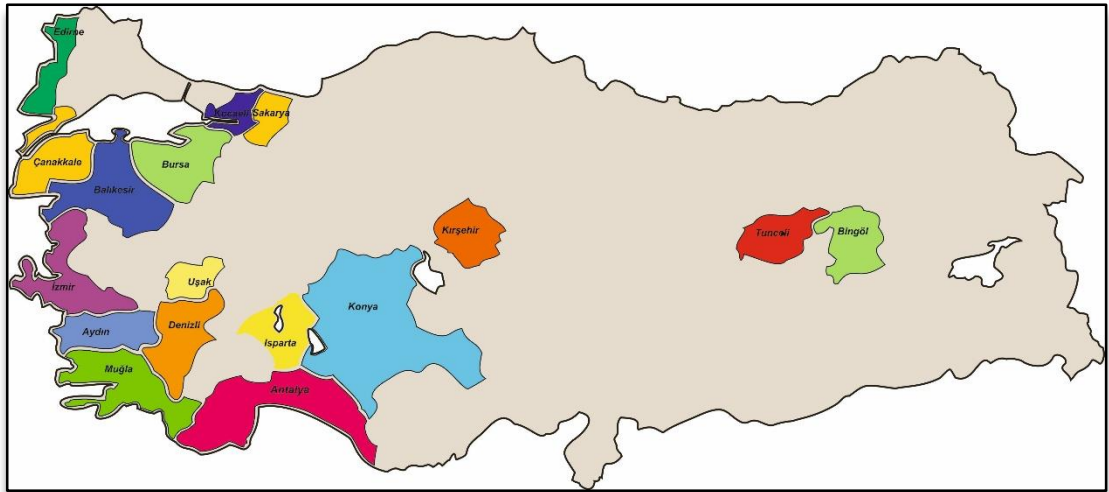 Edirne
Kocaeli
Sakarya
Çanakkale
Bursa
Balıkesir
Kırşehir
Tunceli
Bingöl
İzmir
Uşak
Konya
Aydın
Denizli
Isparta
Muğla
Antalya